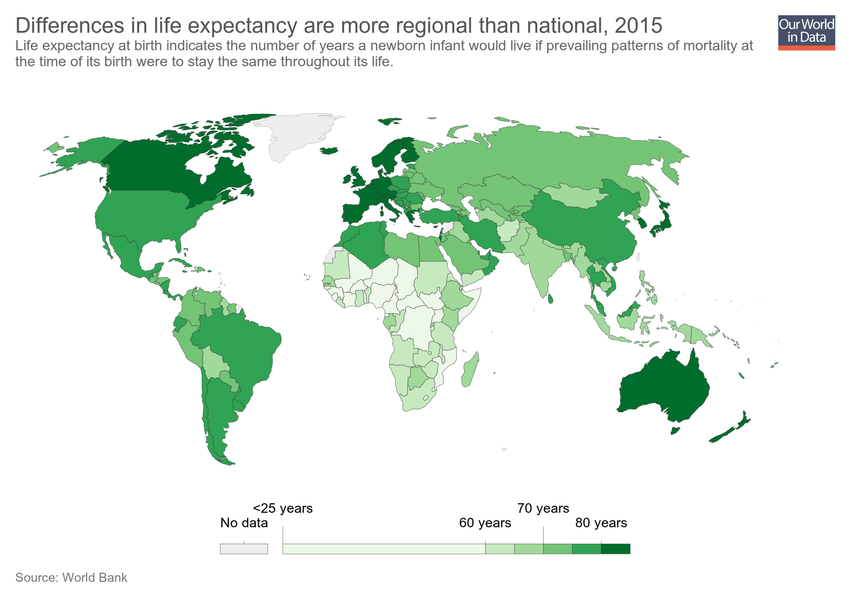 Differences in life expectancy are more regional than national, 2015
Our World
in Data
Life expectancy at birth indicates the number of years a newborn infant would live if prevailing patterns of mortality at
the time of its birth were to stay the same throughout its life.
<25 years
70 years
No data
60 years
80 years
Source: World Bank